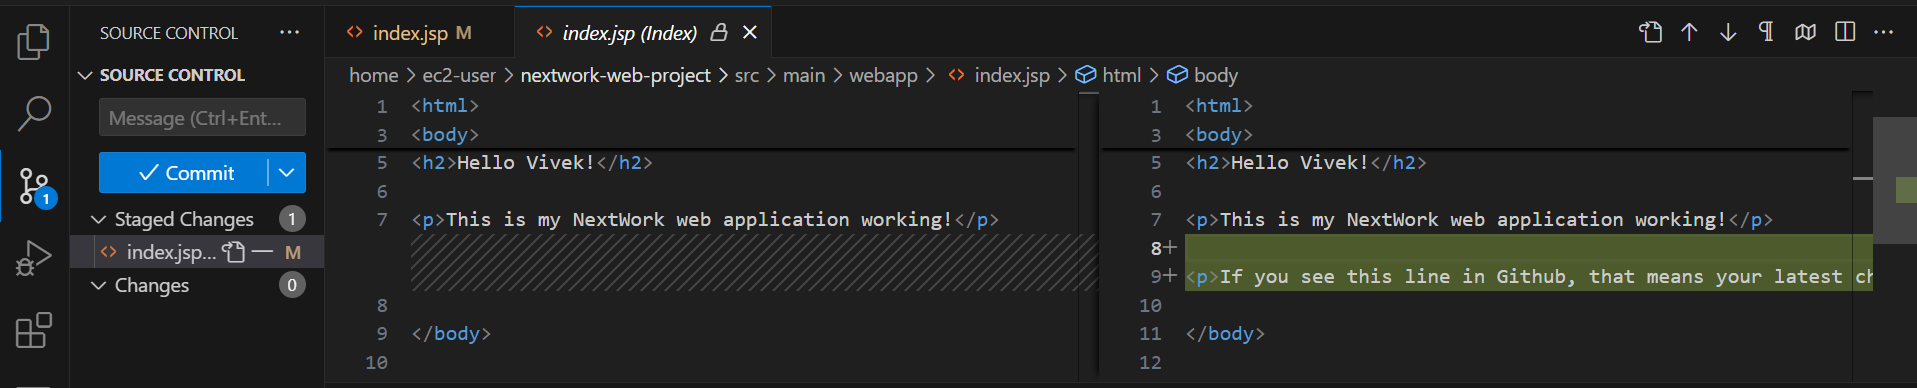 SOURCE CONTROL ···
SOURCE CONTROL
Message (Ctrl+Ent...
Commit
Staged Changes 1
index.jsp... M
Changes 0
1
index.jsp M
index.jsp (Index)
home > ec2-user > nextwork-web-project > src > main > webapp > index.jsp > html > body
1 <html>
3 <body>
5 <h2>Hello Vivek!</h2>
6
7 <p>This is my NextWork web application working!</p>
8
9 </body>
10
1 <html>
3 <body>
5 <h2>Hello Vivek!</h2>
6
7 <p>This is my NextWork web application working!</p>
8+
9+ <p>If you see this line in Github, that means your latest ch
10
11 </body>
12